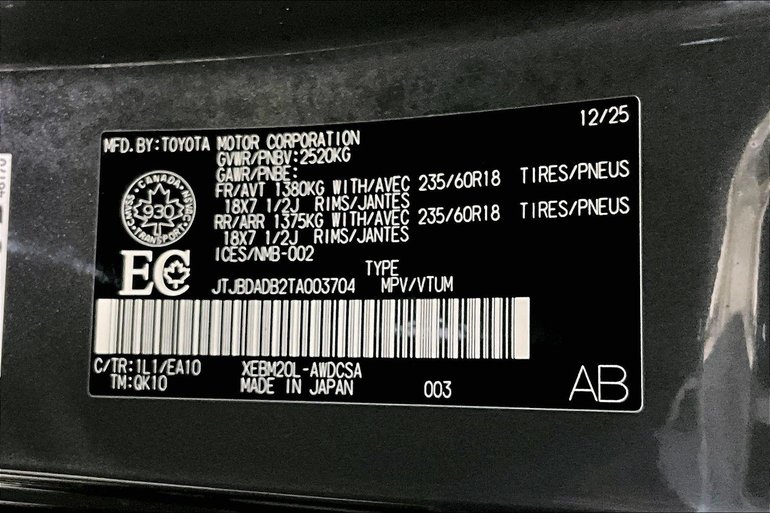 12/25
MFD.BY:TOYOTA MOTOR CORPORATION
GVWR/PNBV:2520KG
GAWR/PNBE:
FR/AVT 1380KG WITH/AVEC 235/60R18 TIRES/PNEUS
18X7 1/2J RIMS/JANTES
RR/ARR 1375KG WITH/AVEC 235/60R18 TIRES/PNEUS
18X7 1/2J RIMS/JANTES
ICES/NMB-002
CANADA
930
TRANSPORT
EC
TYPE
JTJBDADB2TA003704 MPV/VTUM
C/TR:1L1/EA10 XEBM20L-AWDCSA
TM:QK10 MADE IN JAPAN 003
AB